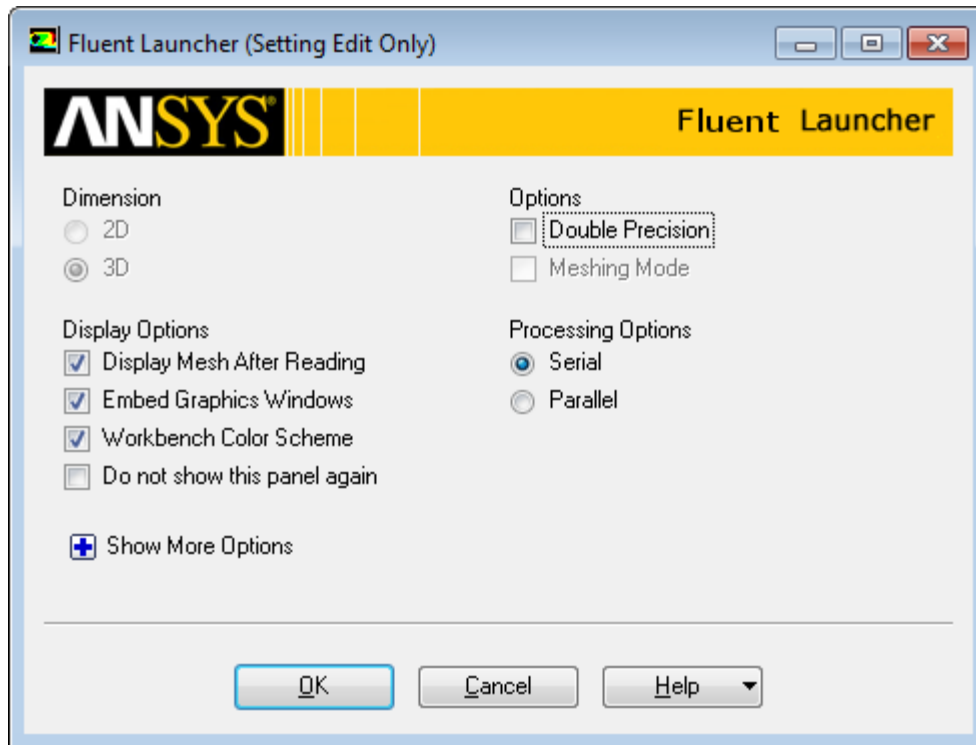 Fluent Launcher (Setting Edit Only)
ANSYS®
Fluent Launcher
Dimension
2D
3D
Options
Double Precision
Meshing Mode
Display Options
Display Mesh After Reading
Embed Graphics Windows
Workbench Color Scheme
Do not show this panel again
Processing Options
Serial
Parallel
Show More Options
OK
Cancel
Help